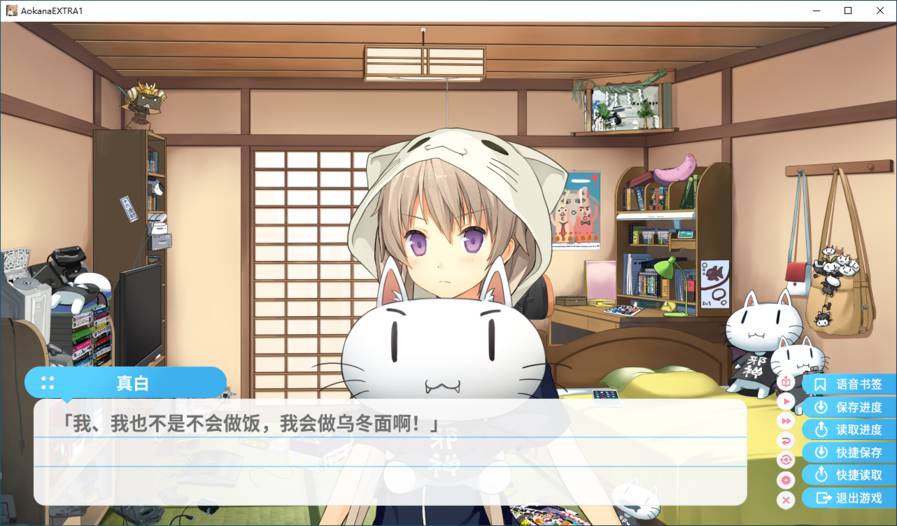 AokanaEXTRA1
真白
「我、我也不是不会做饭，我会做乌冬面啊！」
语音书签
保存进度
读取进度
快捷保存
快捷读取
退出游戏
邪神